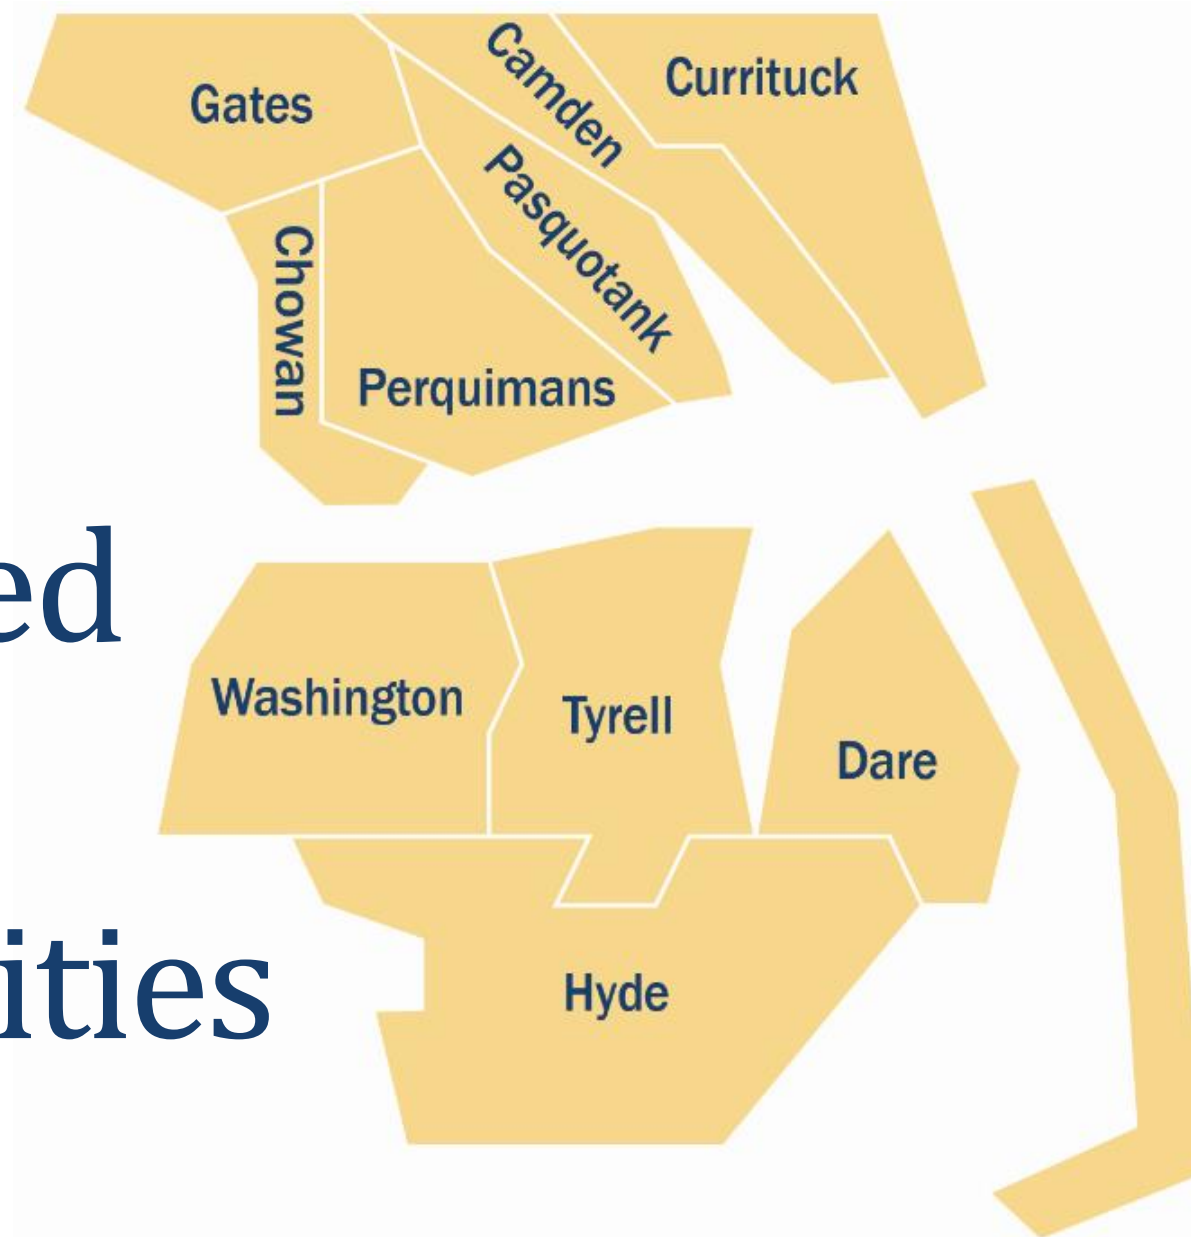 Camden
Currituck
Gates
Pasquotank
Chowan
Perquimans
ed
Washington
Tyrell
Dare
ities
Hyde